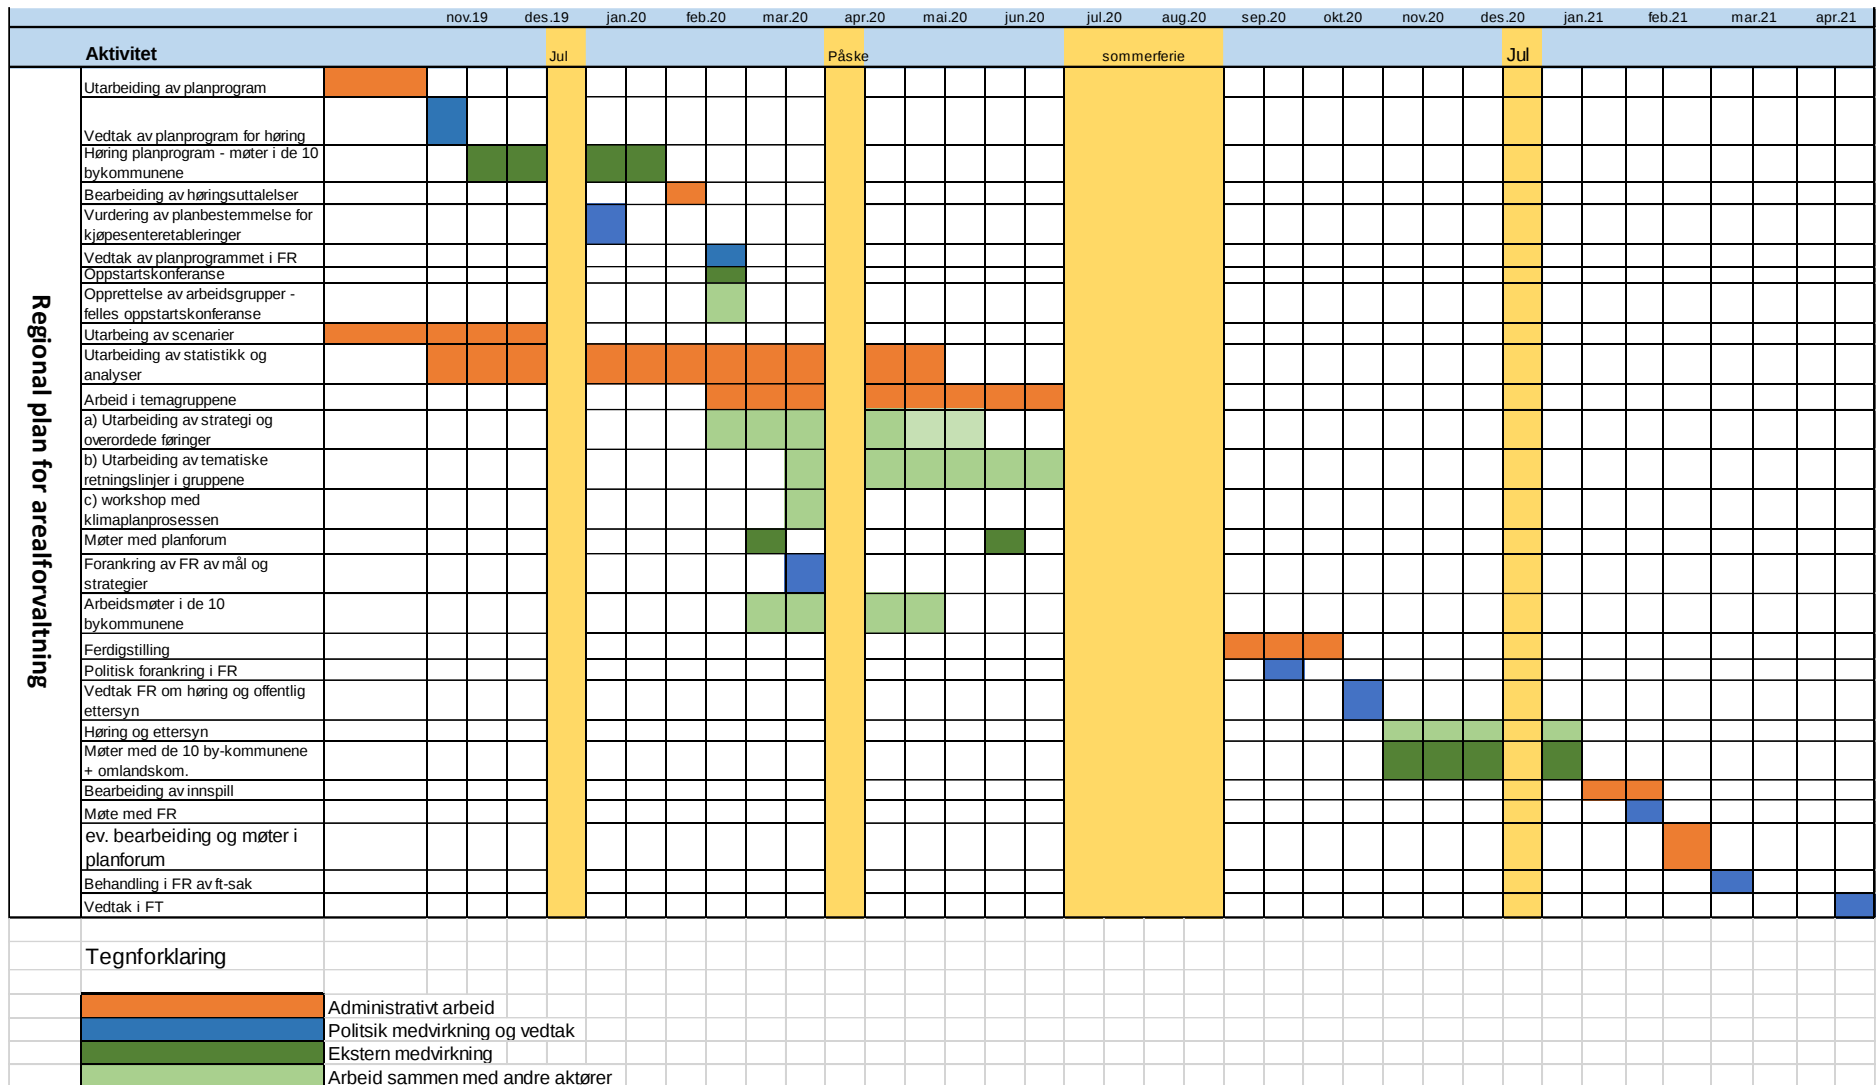 nov.19 des.19 jan.20 feb.20 mar.20 apr.20 mai.20 jun.20 jul.20 aug.20 sep.20 okt.20 nov.20 des.20 jan.21 feb.21 mar.21 apr.21
Aktivitet Jul Påske sommerferie Jul
Regional plan for arealforvaltning
Utarbeiding av planprogram
Vedtak av planprogram for høring
Høring planprogram - møter i de 10
bykommunene
Bearbeiding av høringsuttalelser
Vurdering av planbestemmelse for
kjøpesenteretableringer
Vedtak av planprogrammet i FR
Oppstartskonferanse
Opprettelse av arbeidsgrupper -
felles oppstartskonferanse
Utarbeing av scenarier
Utarbeiding av statistikk og
analyser
Arbeid i temagruppene
a) Utarbeiding av strategi og
overordede føringer
b) Utarbeiding av tematiske
retningslinjer i gruppene
c) workshop med
klimaplanprosessen
Møter med planforum
Forankring av FR av mål og
strategier
Arbeidsmøter i de 10
bykommunene
Ferdigstilling
Politisk forankring i FR
Vedtak FR om høring og offentlig
ettersyn
Høring og ettersyn
Møter med de 10 by-kommunene
+ omlandskom.
Bearbeiding av innspill
Møte med FR
ev. bearbeiding og møter i
planforum
Behandling i FR av ft-sak
Vedtak i FT
Tegnforklaring
Administrativt arbeid
Politsik medvirkning og vedtak
Ekstern medvirkning
Arbeid sammen med andre aktører